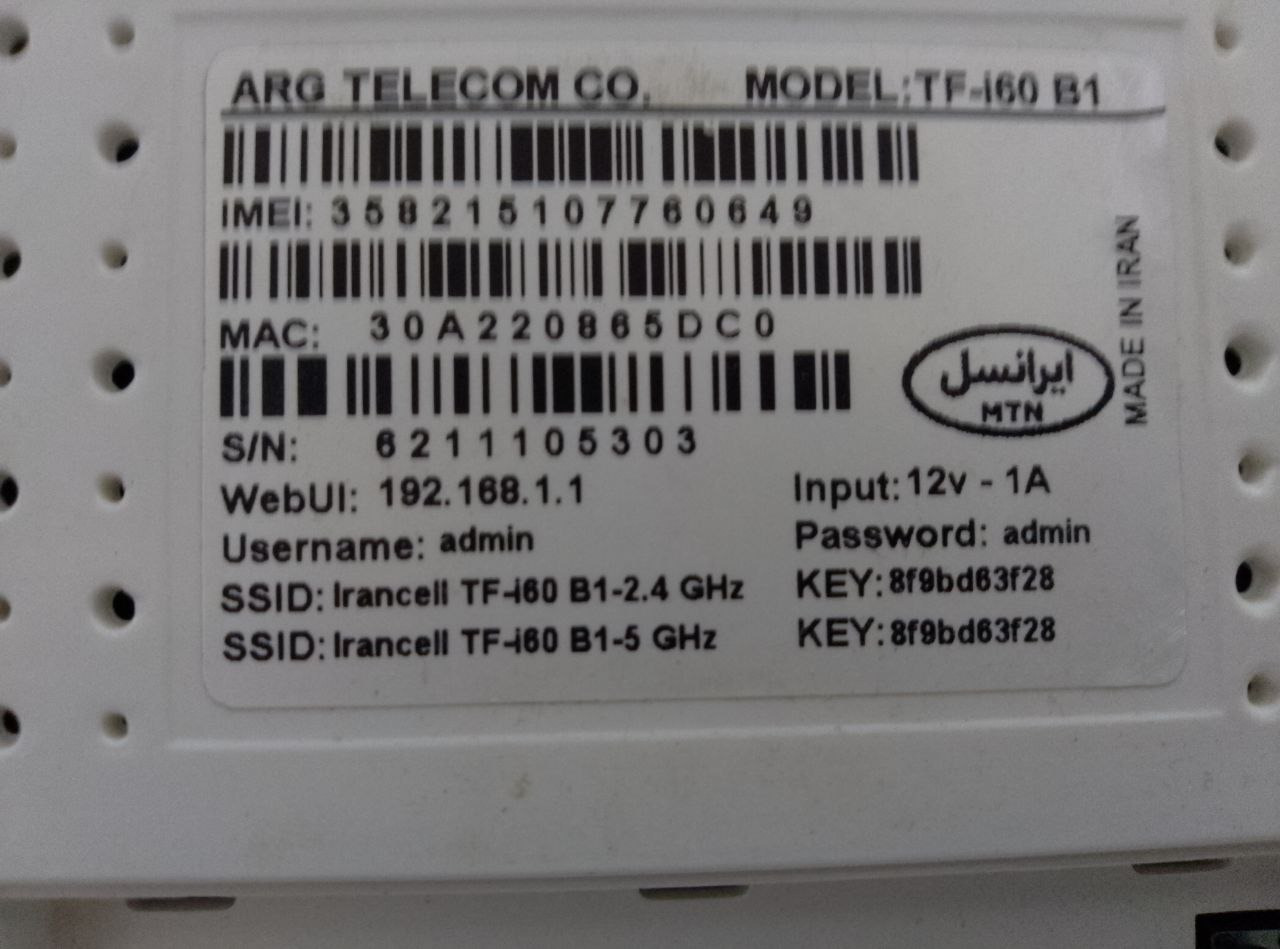 ARG TELECOM CO. MODEL:TF-i60 B1
IMEI: 358215107760649
MAC: 30A220865DC0
ایرانسل
MTN
MADE IN IRAN
S/N: 6211105303
WebUI: 192.168.1.1 Input: 12v - 1A
Username: admin Password: admin
SSID: Irancell TF-i60 B1-2.4 GHz KEY: 8f9bd63f28
SSID: Irancell TF-i60 B1-5 GHz KEY: 8f9bd63f28